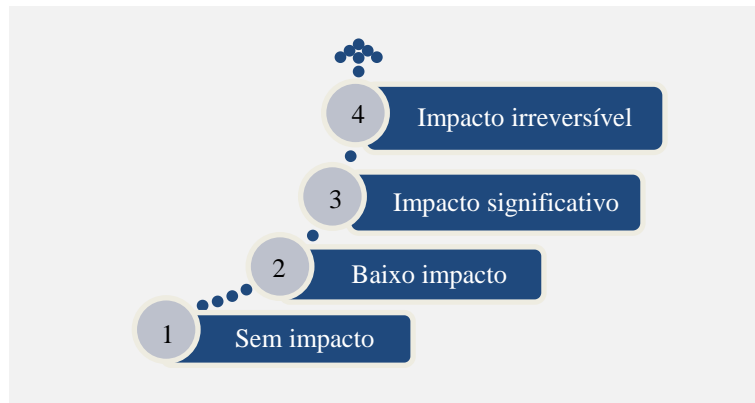 4 Impacto irreversível
3 Impacto significativo
2 Baixo impacto
1 Sem impacto